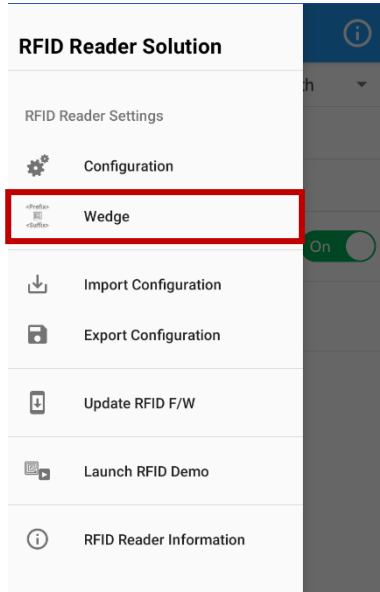 RFID Reader Solution
th
RFID Reader Settings
Configuration
<Prefix>
<Suffix>
Wedge
On
Import Configuration
Export Configuration
Update RFID F/W
Launch RFID Demo
RFID Reader Information